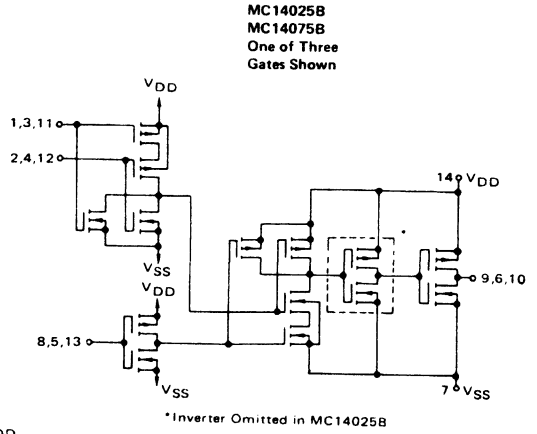 MC14025B
MC14075B
One of Three
Gates Shown
VDD
1,3,11
2,4,12
14 VDD
*
VSS
VDD
9,6,10
8,5,13
VSS
7 VSS
*Inverter Omitted in MC14025B